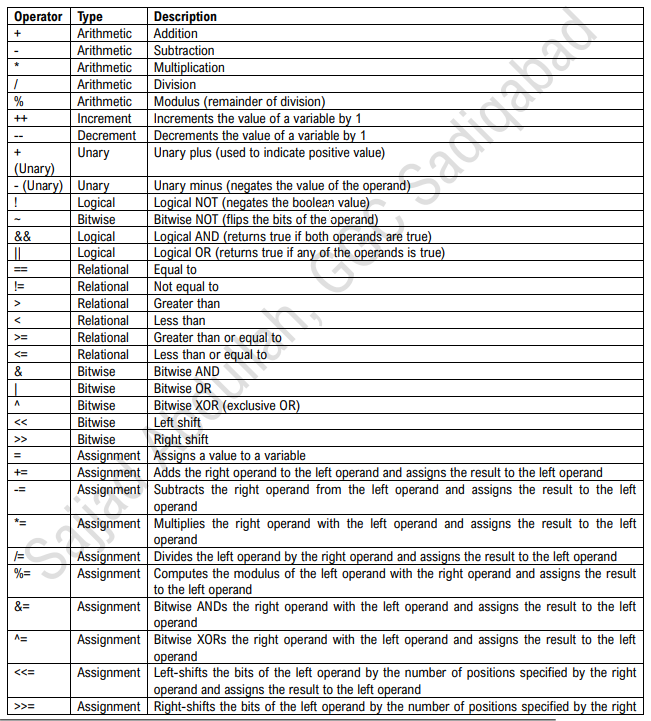 Operator Type Description
+ Arithmetic Addition
- Arithmetic Subtraction
* Arithmetic Multiplication
/ Arithmetic Division
% Arithmetic Modulus (remainder of division)
++ Increment Increments the value of a variable by 1
-- Decrement Decrements the value of a variable by 1
+ Unary Unary plus (used to indicate positive value)
(Unary)
- (Unary) Unary Unary minus (negates the value of the operand)
! Logical Logical NOT (negates the boolean value)
~ Bitwise Bitwise NOT (flips the bits of the operand)
&& Logical Logical AND (returns true if both operands are true)
|| Logical Logical OR (returns true if any of the operands is true)
== Relational Equal to
!= Relational Not equal to
> Relational Greater than
< Relational Less than
>= Relational Greater than or equal to
<= Relational Less than or equal to
& Bitwise Bitwise AND
| Bitwise Bitwise OR
^ Bitwise Bitwise XOR (exclusive OR)
<< Bitwise Left shift
>> Bitwise Right shift
= Assignment Assigns a value to a variable
+= Assignment Adds the right operand to the left operand and assigns the result to the left operand
-= Assignment Subtracts the right operand from the left operand and assigns the result to the left
operand
*= Assignment Multiplies the right operand with the left operand and assigns the result to the left
operand
/= Assignment Divides the left operand by the right operand and assigns the result to the left operand
%= Assignment Computes the modulus of the left operand with the right operand and assigns the result
to the left operand
&= Assignment Bitwise ANDs the right operand with the left operand and assigns the result to the left
operand
^= Assignment Bitwise XORs the right operand with the left operand and assigns the result to the left
operand
<<= Assignment Left-shifts the bits of the left operand by the number of positions specified by the right
operand and assigns the result to the left operand
>>= Assignment Right-shifts the bits of the left operand by the number of positions specified by the right
Sajjad Abdullah, GCC Sadiqabad